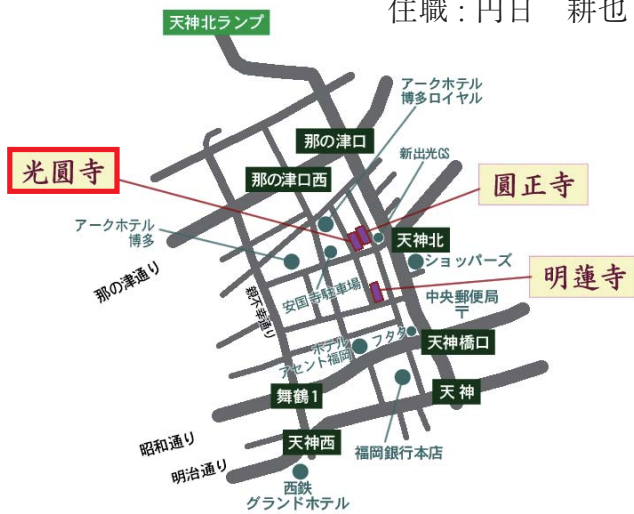 住職 : 円日　耕也
天神北ランプ
アークホテル
博多ロイヤル
那の津口
新出光GS
光圓寺
那の津口西
圓正寺
アークホテル
博多
天神北
ショッパーズ
那の津通り
親不孝通り
安国寺駐車場
明蓮寺
中央郵便局
〒
ホテル
アセント福岡
フタタ
天神橋口
舞鶴1
天神
昭和通り
天神西
福岡銀行本店
明治通り
西鉄
グランドホテル